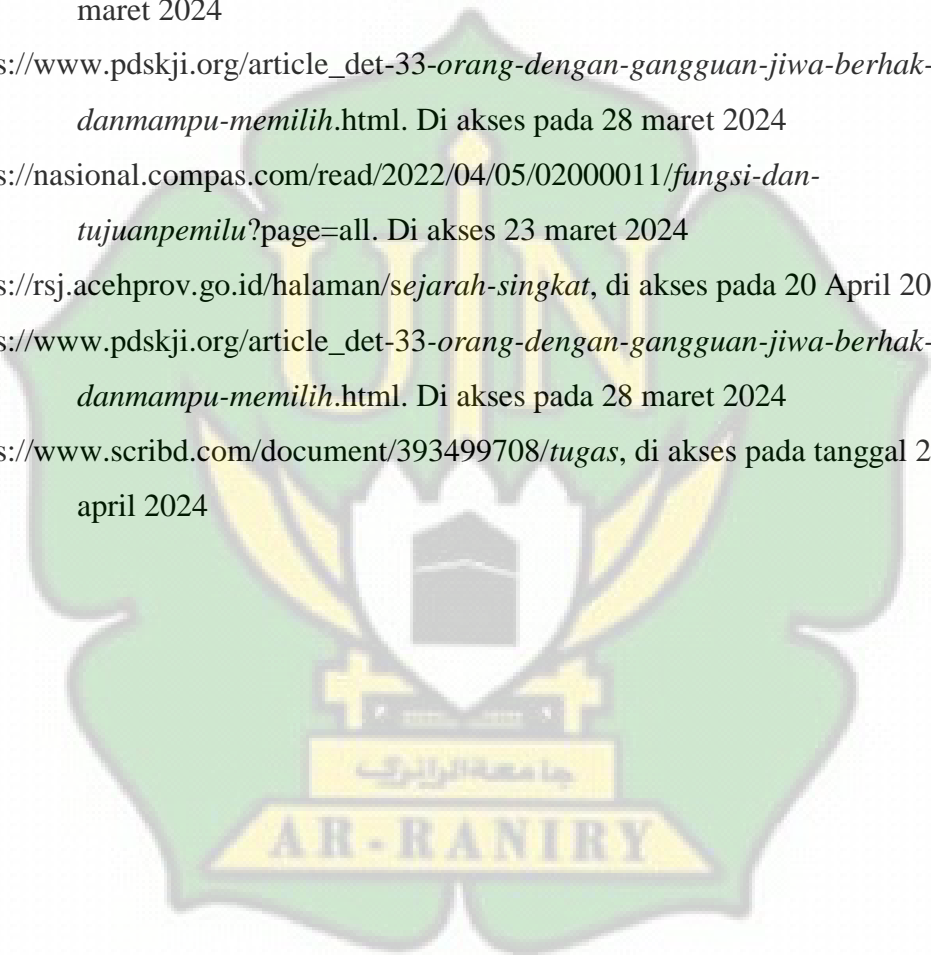 maret 2024
s://www.pdskji.org/article_det-33-orang-dengan-gangguan-jiwa-berhak-
danmampu-memilih.html. Di akses pada 28 maret 2024
s://nasional.compas.com/read/2022/04/05/02000011/fungsi-dan-
tujuanpemilu?page=all. Di akses 23 maret 2024
s://rsj.acehprov.go.id/halaman/sejarah-singkat, di akses pada 20 April 20
s://www.pdskji.org/article_det-33-orang-dengan-gangguan-jiwa-berhak-
danmampu-memilih.html. Di akses pada 28 maret 2024
s://www.scribd.com/document/393499708/tugas, di akses pada tanggal 2
april 2024
UIN
جامعة الرانري
AR-RANIRY